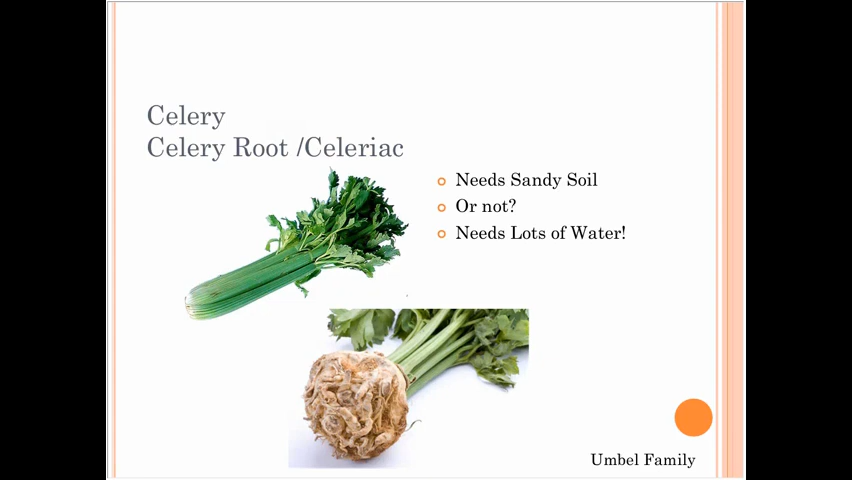 Celery
Celery Root /Celeriac
Needs Sandy Soil
Or not?
Needs Lots of Water!
Umbel Family